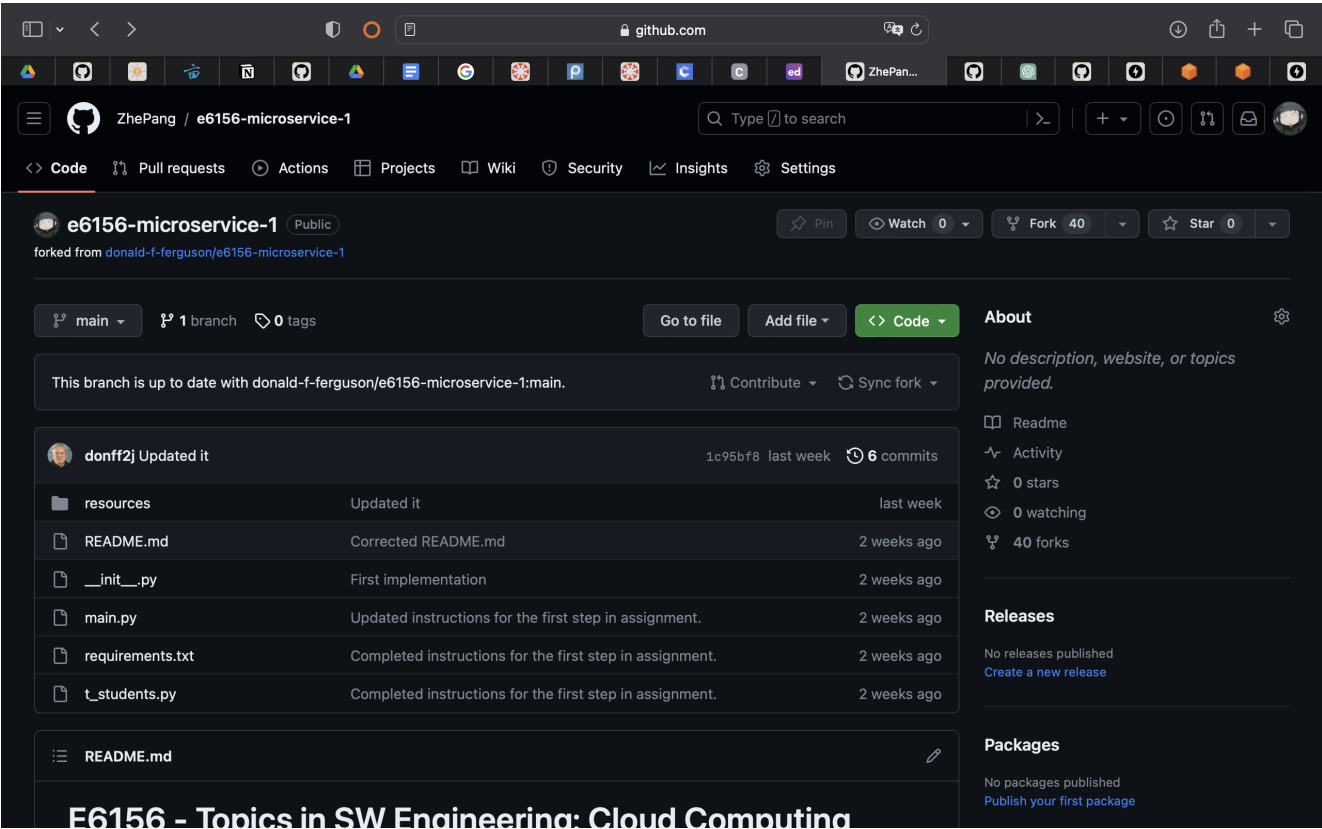 github.com
ed ZhePan...
ZhePang / e6156-microservice-1
Type / to search
Code Pull requests Actions Projects Wiki Security Insights Settings
e6156-microservice-1 Public
Pin Watch 0 Fork 40 Star 0
forked from donald-f-ferguson/e6156-microservice-1
main 1 branch 0 tags Go to file Add file Code
This branch is up to date with donald-f-ferguson/e6156-microservice-1:main. Contribute Sync fork
donff2j Updated it 1c95bf8 last week 6 commits
resources Updated it last week
README.md Corrected README.md 2 weeks ago
__init__.py First implementation 2 weeks ago
main.py Updated instructions for the first step in assignment. 2 weeks ago
requirements.txt Completed instructions for the first step in assignment. 2 weeks ago
t_students.py Completed instructions for the first step in assignment. 2 weeks ago
README.md
E6156 - Topics in SW Engineering: Cloud Computing
About
No description, website, or topics
provided.
Readme
Activity
0 stars
0 watching
40 forks
Releases
No releases published
Create a new release
Packages
No packages published
Publish your first package